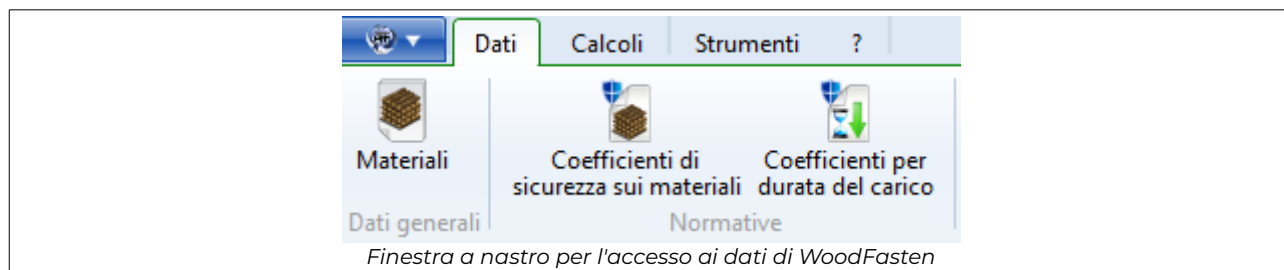 Dati Calcoli Strumenti ?
Materiali
Coefficienti di
sicurezza sui materiali
Coefficienti per
durata del carico
Dati generali
Normative
Finestra a nastro per l'accesso ai dati di WoodFasten